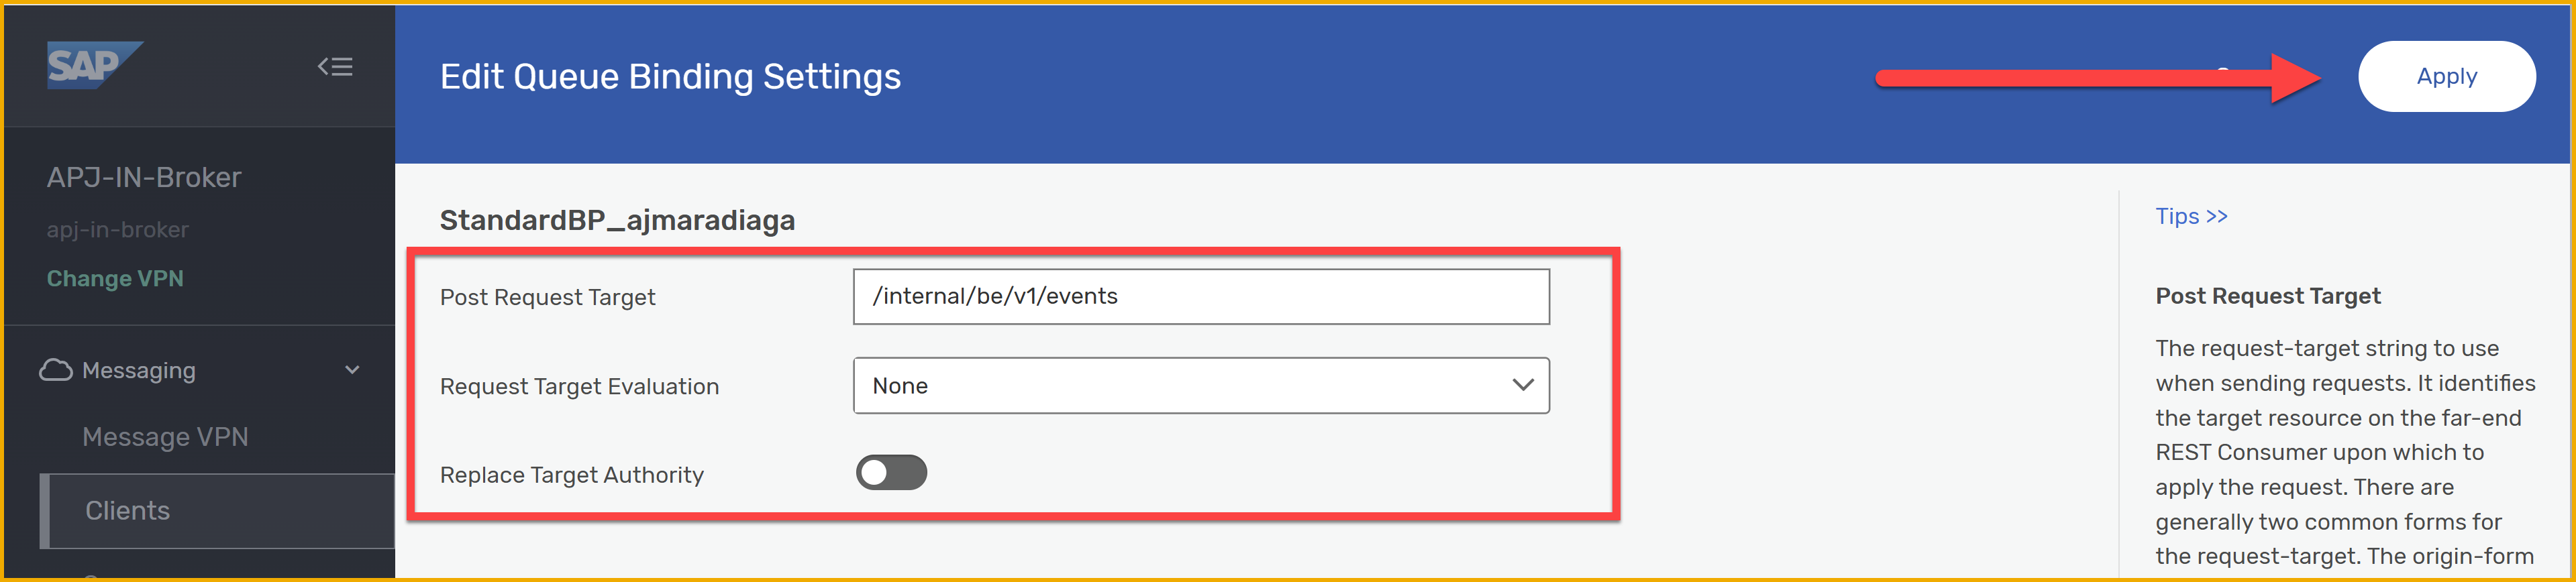 SAP
Edit Queue Binding Settings
Apply
APJ-IN-Broker
apj-in-broker
Change VPN
Messaging
Message VPN
Clients
StandardBP_ajmaradiaga
Post Request Target
/internal/be/v1/events
Request Target Evaluation
None
Replace Target Authority
Tips >>
Post Request Target
The request-target string to use
when sending requests. It identifies
the target resource on the far-end
REST Consumer upon which to
apply the request. There are
generally two common forms for
the request-target. The origin-form